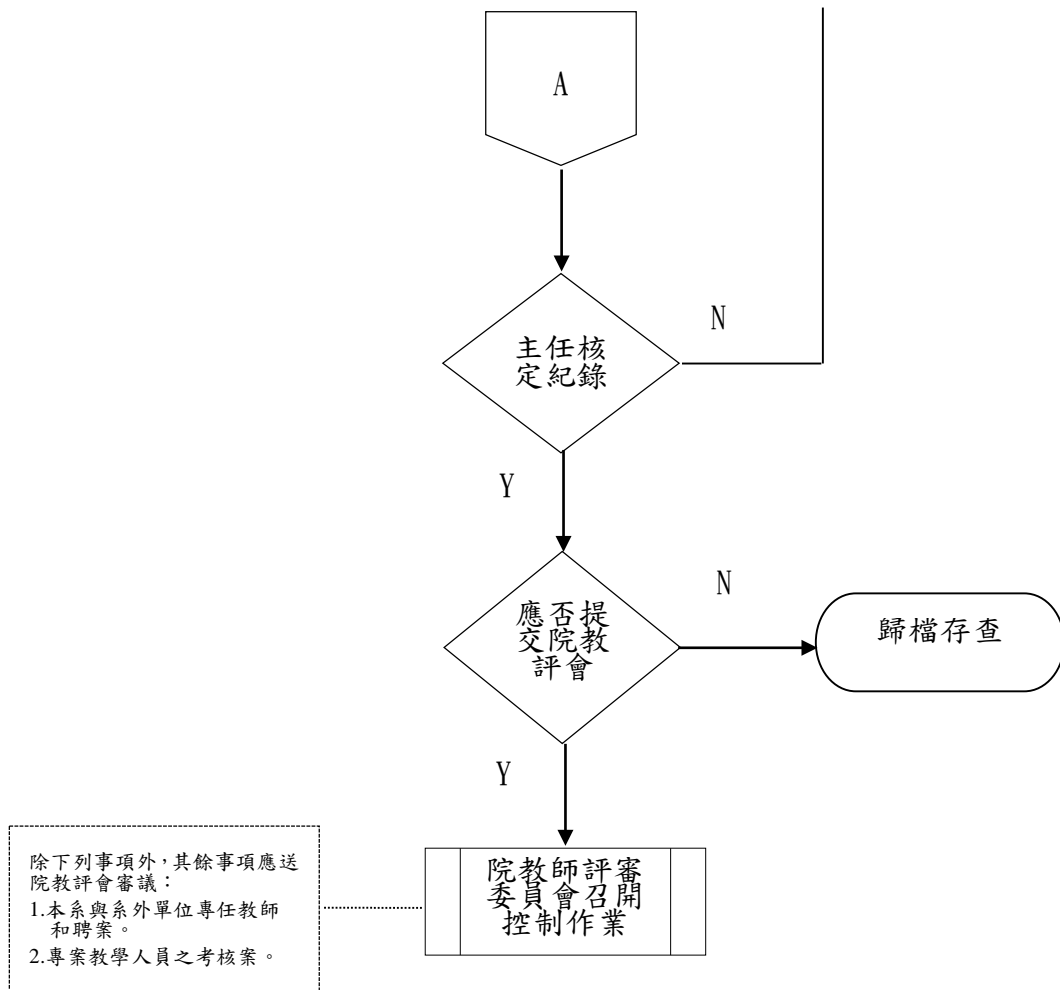 A
主任核
定紀錄
N
Y
應否提
交院教
評會
N
歸檔存查
Y
院教師評審
委員會召開
控制作業
除下列事項外，其餘事項應送
院教評會審議：
1.本系與系外單位專任教師
和聘案。
2.專案教學人員之考核案。